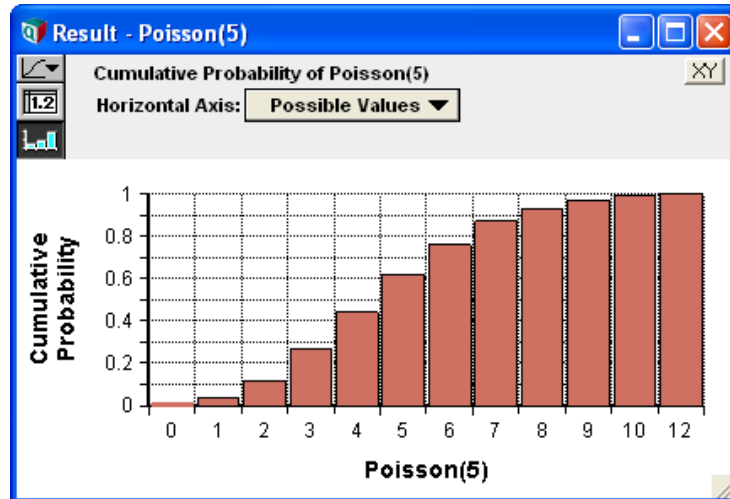 Result - Poisson(5)
Cumulative Probability of Poisson(5)
XY
1.2
Horizontal Axis: Possible Values
1
0.8
0.6
0.4
0.2
0
Cumulative
Probability
0 1 2 3 4 5 6 7 8 9 10 12
Poisson(5)